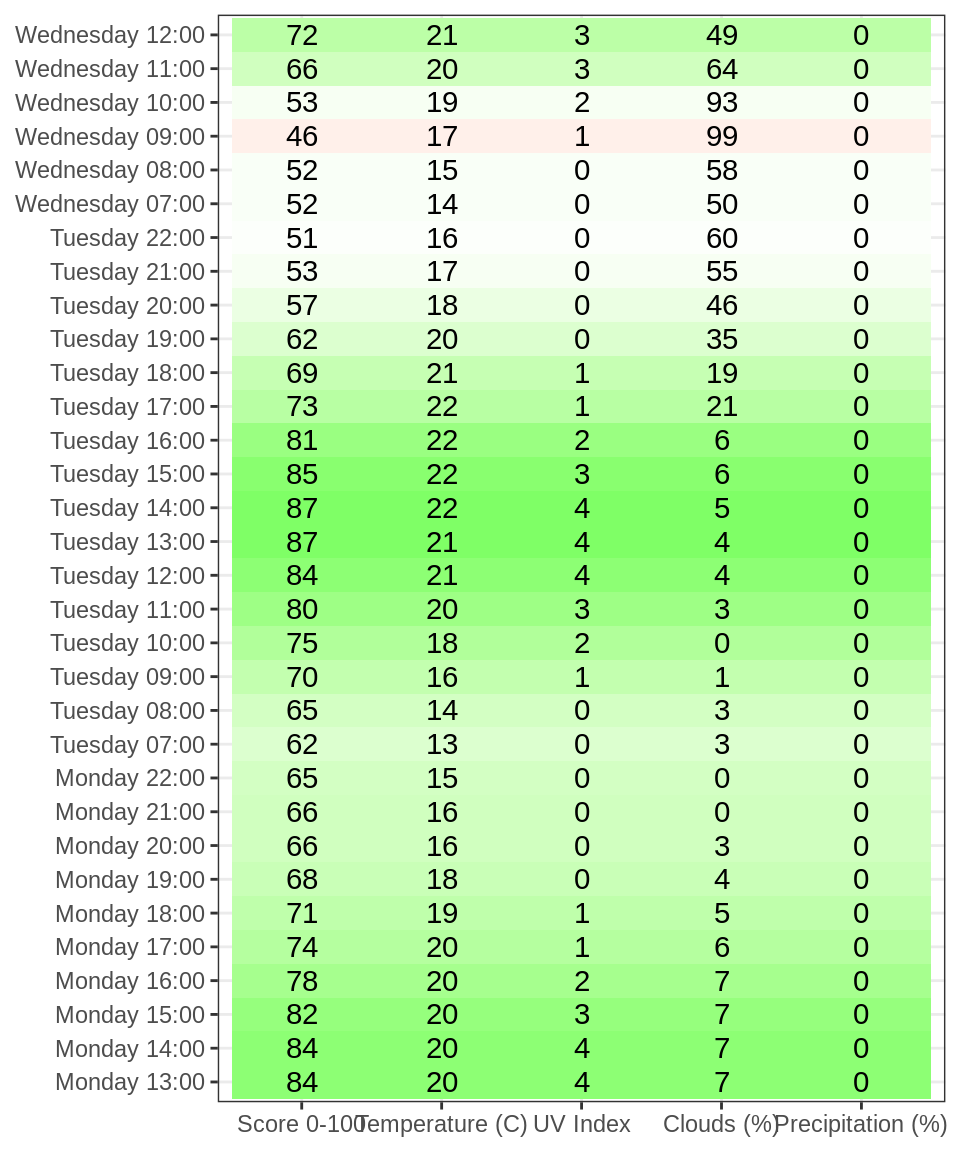 Wednesday 12:00 72 21 3 49 0
Wednesday 11:00 66 20 3 64 0
Wednesday 10:00 53 19 2 93 0
Wednesday 09:00 46 17 1 99 0
Wednesday 08:00 52 15 0 58 0
Wednesday 07:00 52 14 0 50 0
Tuesday 22:00 51 16 0 60 0
Tuesday 21:00 53 17 0 55 0
Tuesday 20:00 57 18 0 46 0
Tuesday 19:00 62 20 0 35 0
Tuesday 18:00 69 21 1 19 0
Tuesday 17:00 73 22 1 21 0
Tuesday 16:00 81 22 2 6 0
Tuesday 15:00 85 22 3 6 0
Tuesday 14:00 87 22 4 5 0
Tuesday 13:00 87 21 4 4 0
Tuesday 12:00 84 21 4 4 0
Tuesday 11:00 80 20 3 3 0
Tuesday 10:00 75 18 2 0 0
Tuesday 09:00 70 16 1 1 0
Tuesday 08:00 65 14 0 3 0
Tuesday 07:00 62 13 0 3 0
Monday 22:00 65 15 0 0 0
Monday 21:00 66 16 0 0 0
Monday 20:00 66 16 0 3 0
Monday 19:00 68 18 0 4 0
Monday 18:00 71 19 1 5 0
Monday 17:00 74 20 1 6 0
Monday 16:00 78 20 2 7 0
Monday 15:00 82 20 3 7 0
Monday 14:00 84 20 4 7 0
Monday 13:00 84 20 4 7 0
Score 0-100 Temperature (C) UV Index Clouds (%) Precipitation (%)